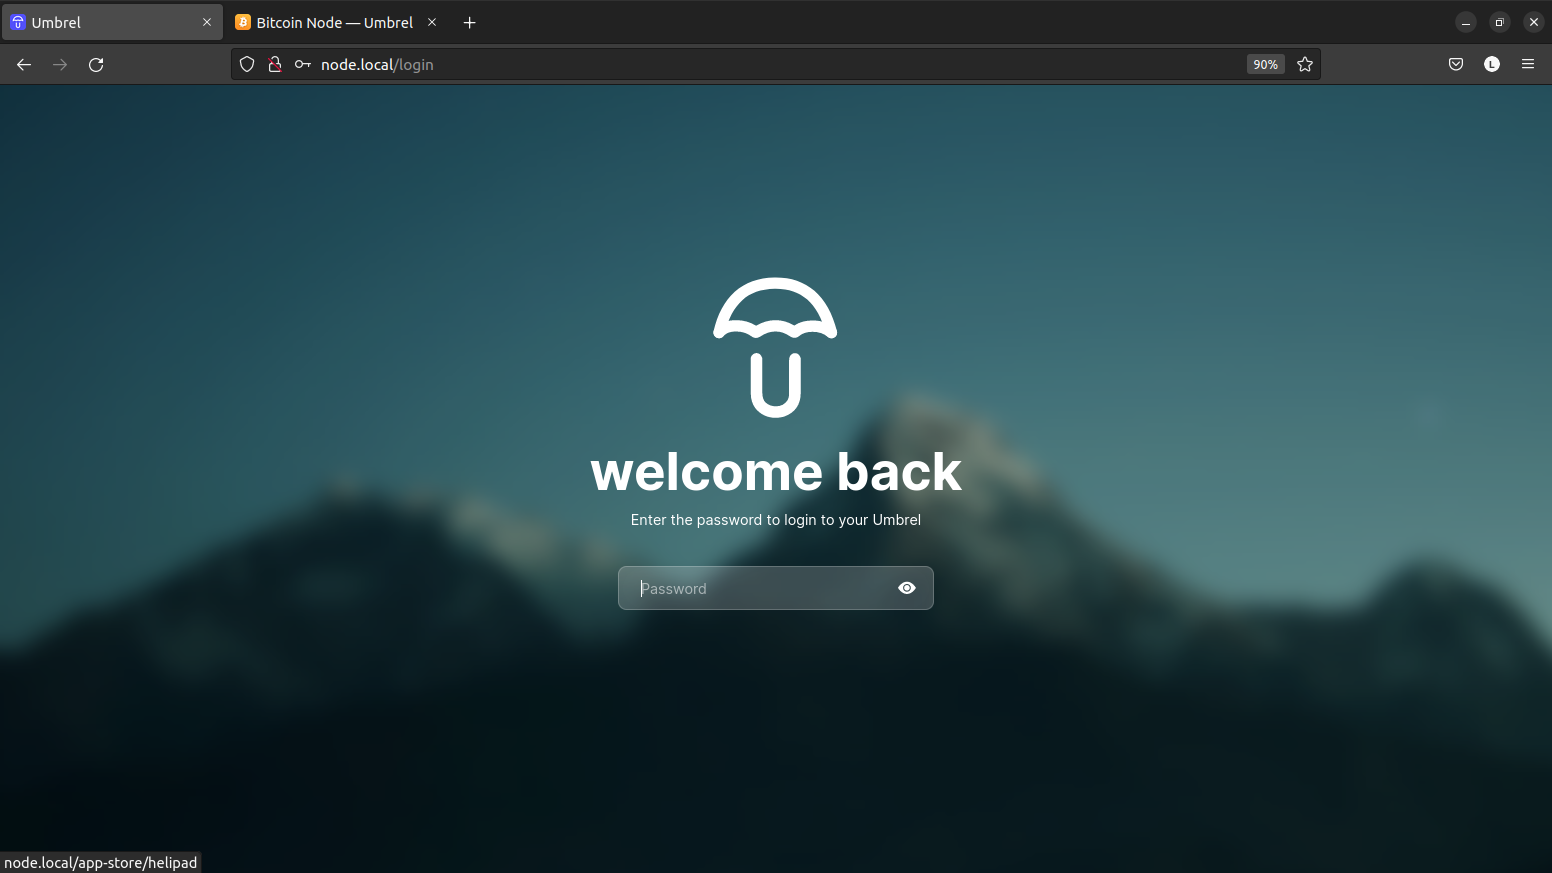 Umbrel
Bitcoin Node — Umbrel
node.local/login
90%
L
welcome back
Enter the password to login to your Umbrel
Password
node.local/app-store/helipad